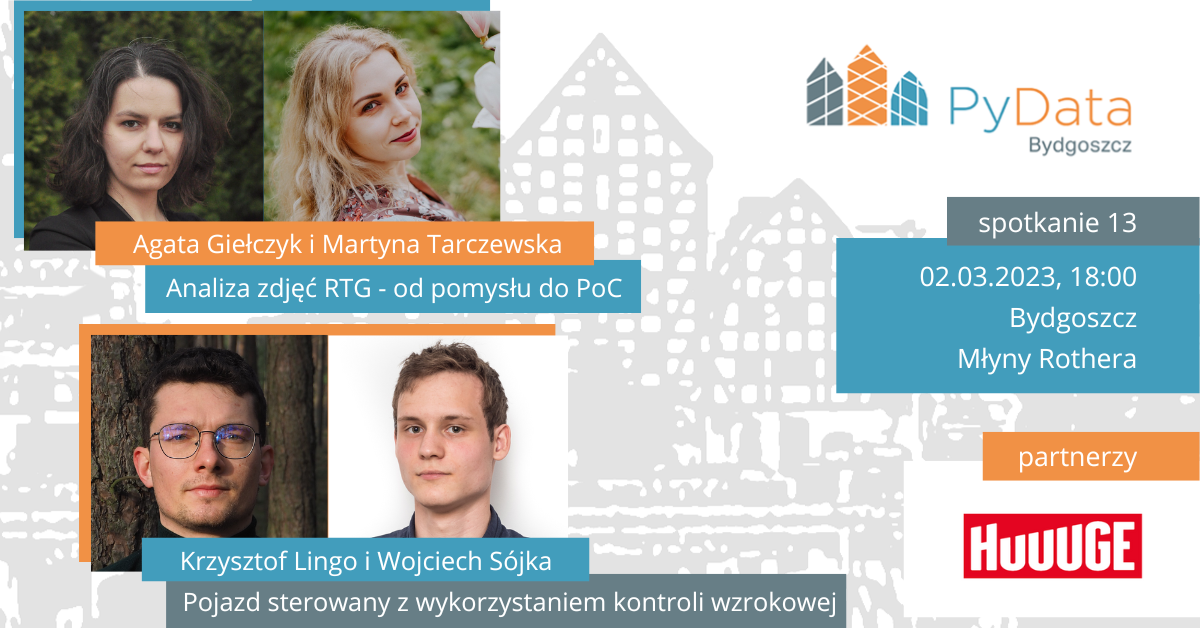 PyData
Bydgoszcz
Agata Giełczyk i Martyna Tarczewska
Analiza zdjęć RTG - od pomysłu do PoC
Krzysztof Lingo i Wojciech Sójka
Pojazd sterowany z wykorzystaniem kontroli wzrokowej
spotkanie 13
02.03.2023, 18:00
Bydgoszcz
Młyny Rothera
partnerzy
HUUUGE